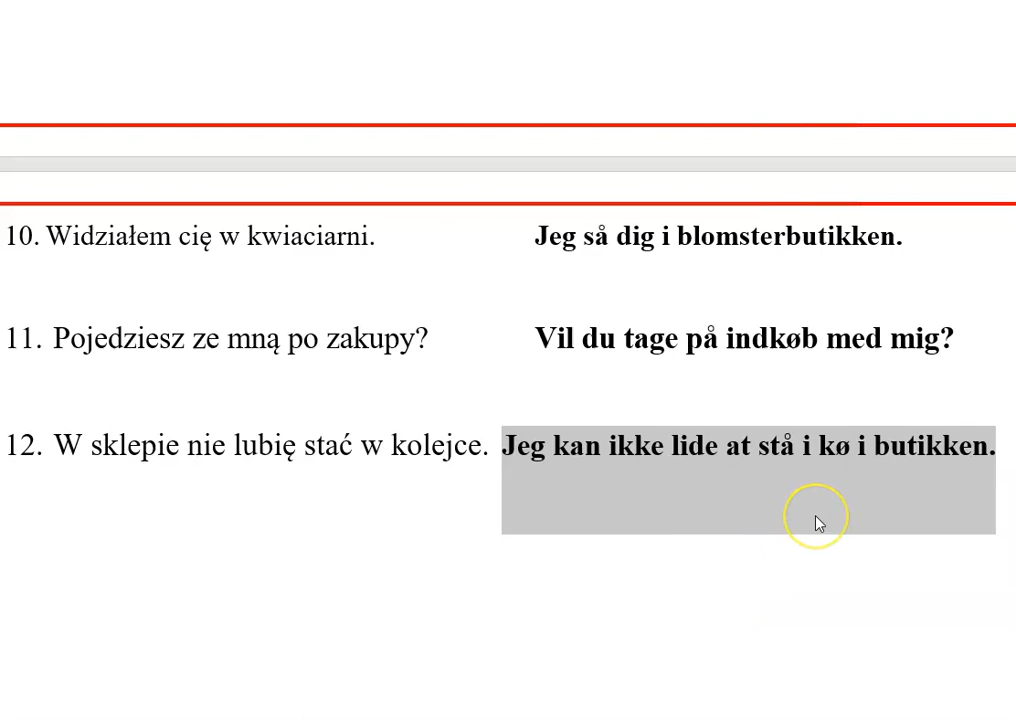 10. Widziałem cię w kwiaciarni. Jeg så dig i blomsterbutikken.
11. Pojedziesz ze mną po zakupy? Vil du tage på indkøb med mig?
12. W sklepie nie lubię stać w kolejce. Jeg kan ikke lide at stå i kø i butikken.